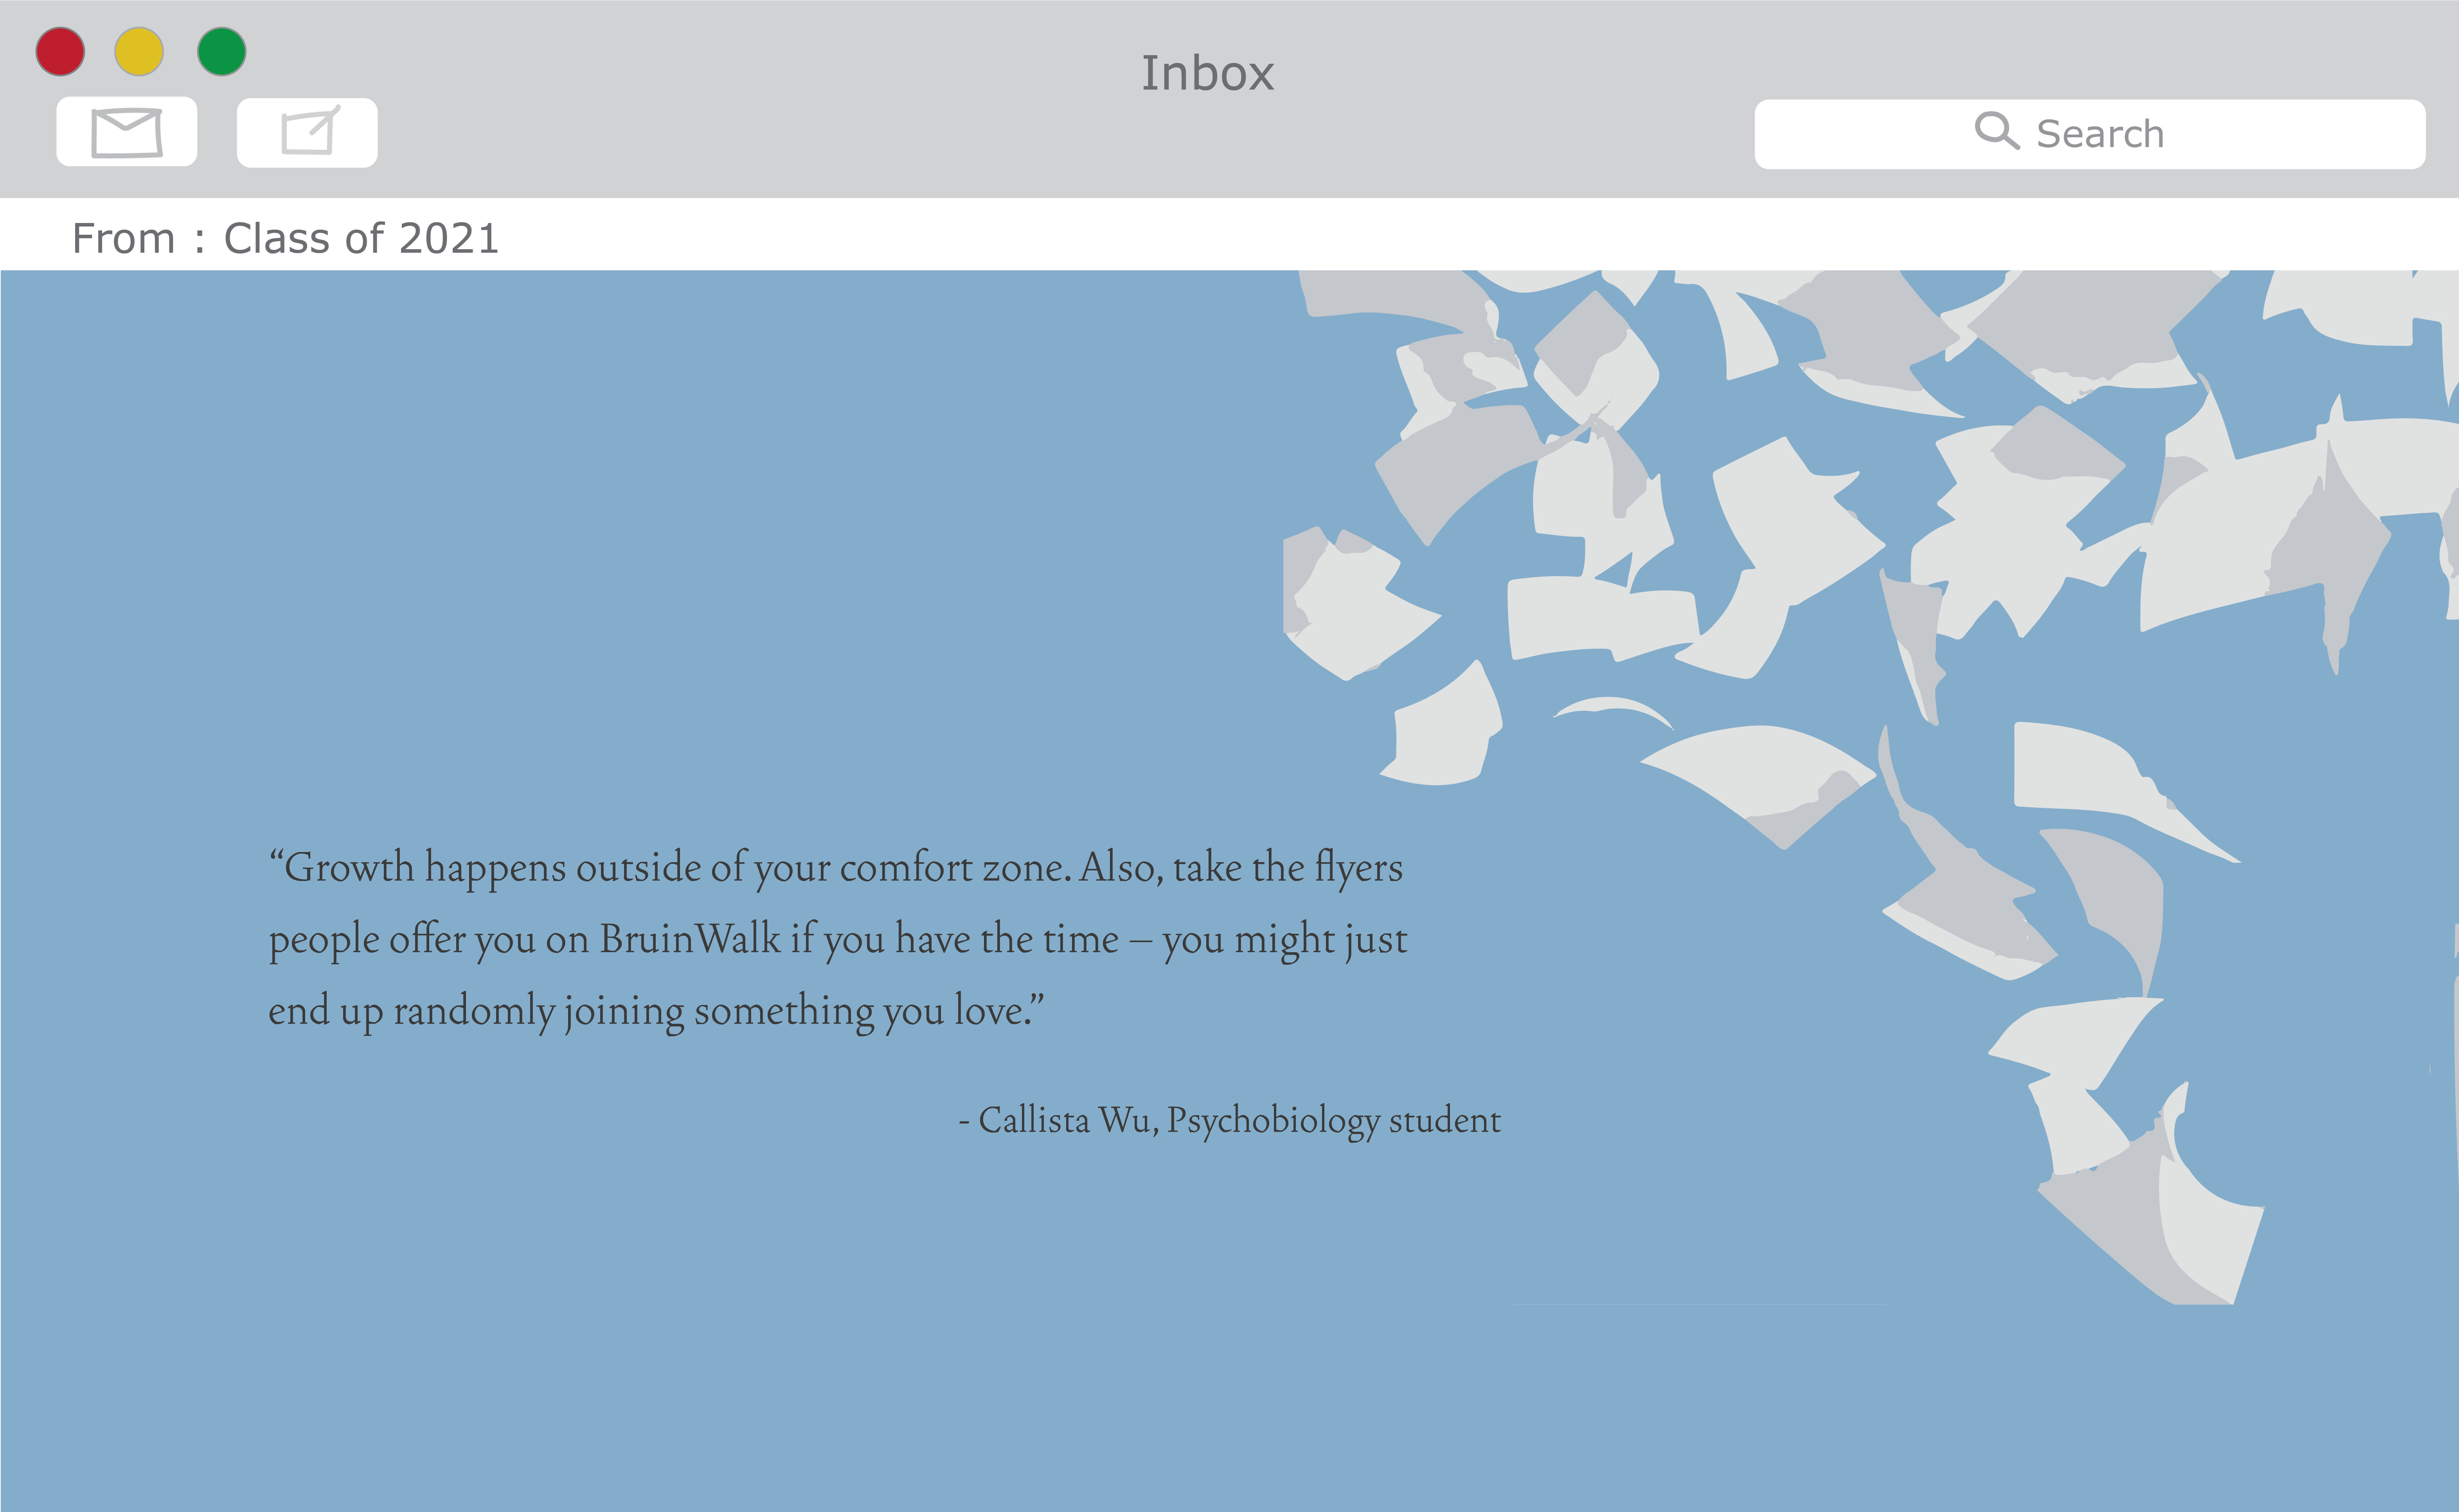 Inbox
Search
From : Class of 2021
“Growth happens outside of your comfort zone. Also, take the flyers
people offer you on BruinWalk if you have the time – you might just
end up randomly joining something you love.”
- Callista Wu, Psychobiology student